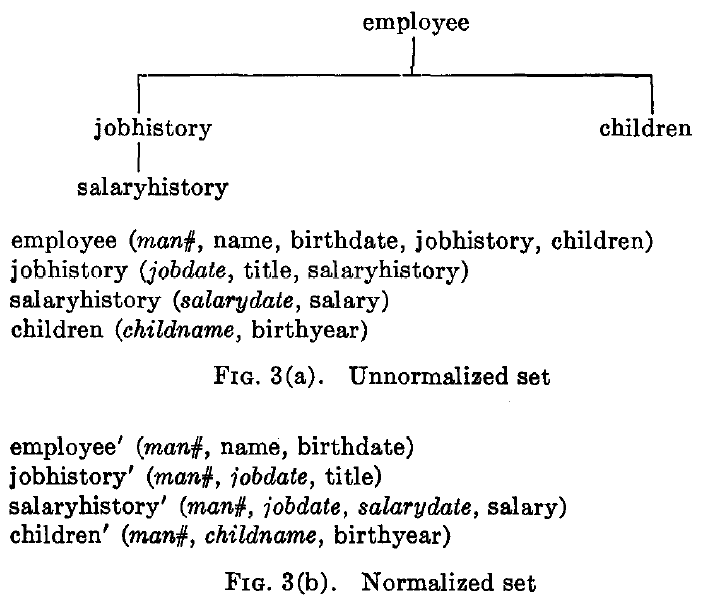 employee
jobhistory children
salaryhistory
employee (man#, name, birthdate, jobhistory, children)
jobhistory (jobdate, title, salaryhistory)
salaryhistory (salarydate, salary)
children (childname, birthyear)
FIG. 3(a). Unnormalized set
employee′ (man#, name, birthdate)
jobhistory′ (man#, jobdate, title)
salaryhistory′ (man#, jobdate, salarydate, salary)
children′ (man#, childname, birthyear)
FIG. 3(b). Normalized set